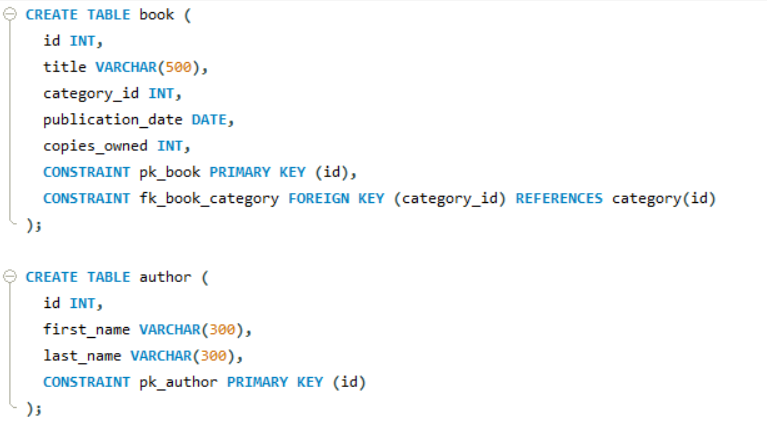 CREATE TABLE book (
id INT,
title VARCHAR(500),
category_id INT,
publication_date DATE,
copies_owned INT,
CONSTRAINT pk_book PRIMARY KEY (id),
CONSTRAINT fk_book_category FOREIGN KEY (category_id) REFERENCES category(id)
);
CREATE TABLE author (
id INT,
first_name VARCHAR(300),
last_name VARCHAR(300),
CONSTRAINT pk_author PRIMARY KEY (id)
);